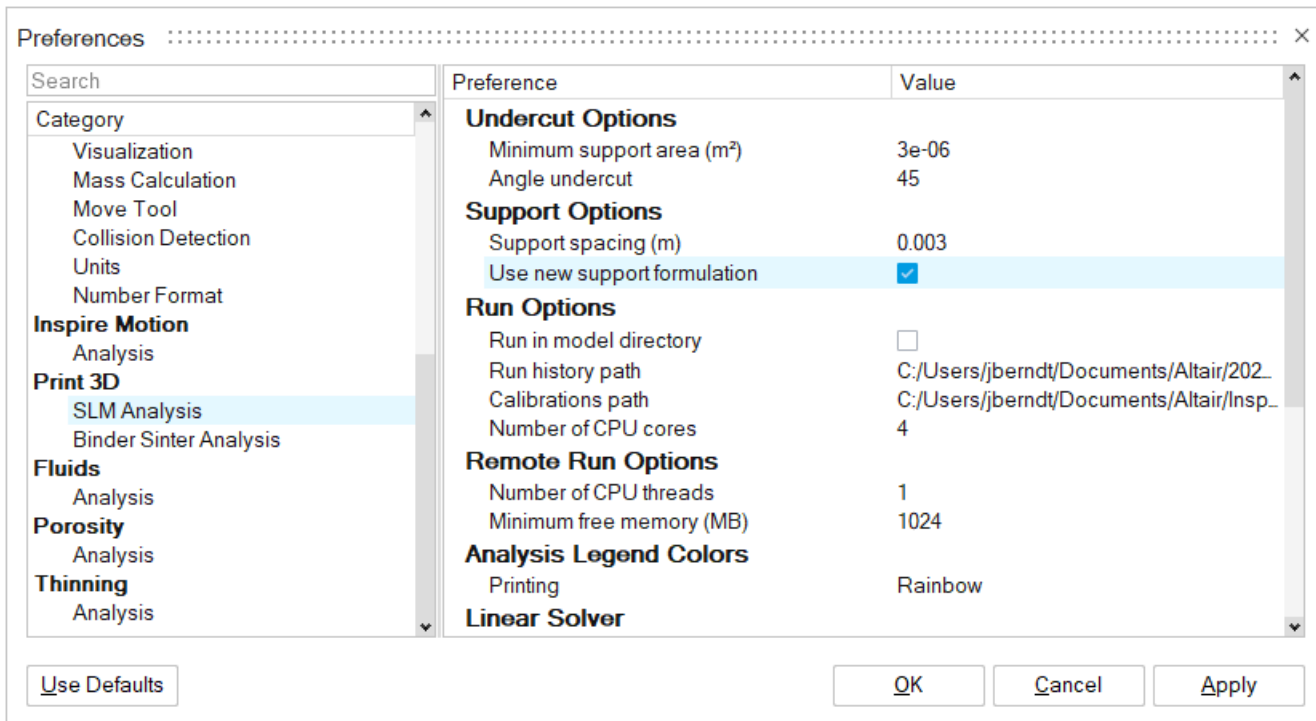 Preferences
Search
Category
Visualization
Mass Calculation
Move Tool
Collision Detection
Units
Number Format
Inspire Motion
Analysis
Print 3D
SLM Analysis
Binder Sinter Analysis
Fluids
Analysis
Porosity
Analysis
Thinning
Analysis
Preference Value
Undercut Options
Minimum support area (m²) 3e-06
Angle undercut 45
Support Options
Support spacing (m) 0.003
Use new support formulation
Run Options
Run in model directory
Run history path C:/Users/jberndt/Documents/Altair/202...
Calibrations path C:/Users/jberndt/Documents/Altair/Insp...
Number of CPU cores 4
Remote Run Options
Number of CPU threads 1
Minimum free memory (MB) 1024
Analysis Legend Colors
Printing Rainbow
Linear Solver
Use Defaults OK Cancel Apply